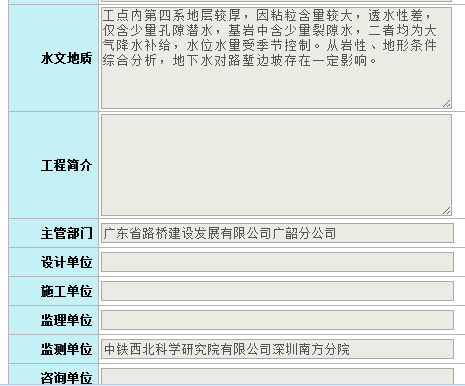 水文地质
工点内第四系地层较厚，因粘粒含量较大，透水性差，
仅含少量孔隙潜水，基岩中含少量裂隙水，二者均为大
气降水补给，水位水量受季节控制。从岩性、地形条件
综合分析，地下水对路堑边坡存在一定影响。
工程简介
主管部门 广东省路桥建设发展有限公司广韶分公司
设计单位
施工单位
监理单位
监测单位 中铁西北科学研究院有限公司深圳南方分院
咨询单位